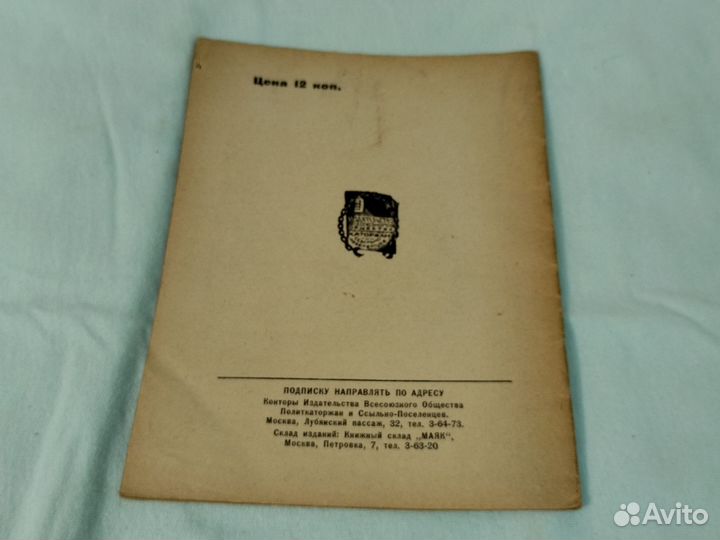 Цена 12 коп.
КАТОРЖАН
ПОДПИСКУ НАПРАВЛЯТЬ ПО АДРЕСУ
Конторы Издательства Всесоюзного Общества
Политкаторжан и Ссыльно-Поселенцев.
Москва, Лубянский пассаж, 32, тел. 3-64-73.
Склад изданий: Книжный склад „МАЯК“,
Москва, Петровка, 7, тел. 3-63-20
Avito